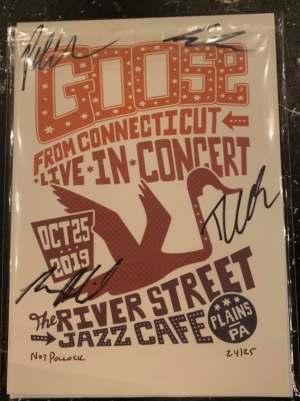 GOOSE
FROM CONNECTICUT
LIVE-IN-CONCERT
OCT 25
2019
The RIVER STREET
JAZZ CAFE
PLAINS
PA
Not Pollock
24/25